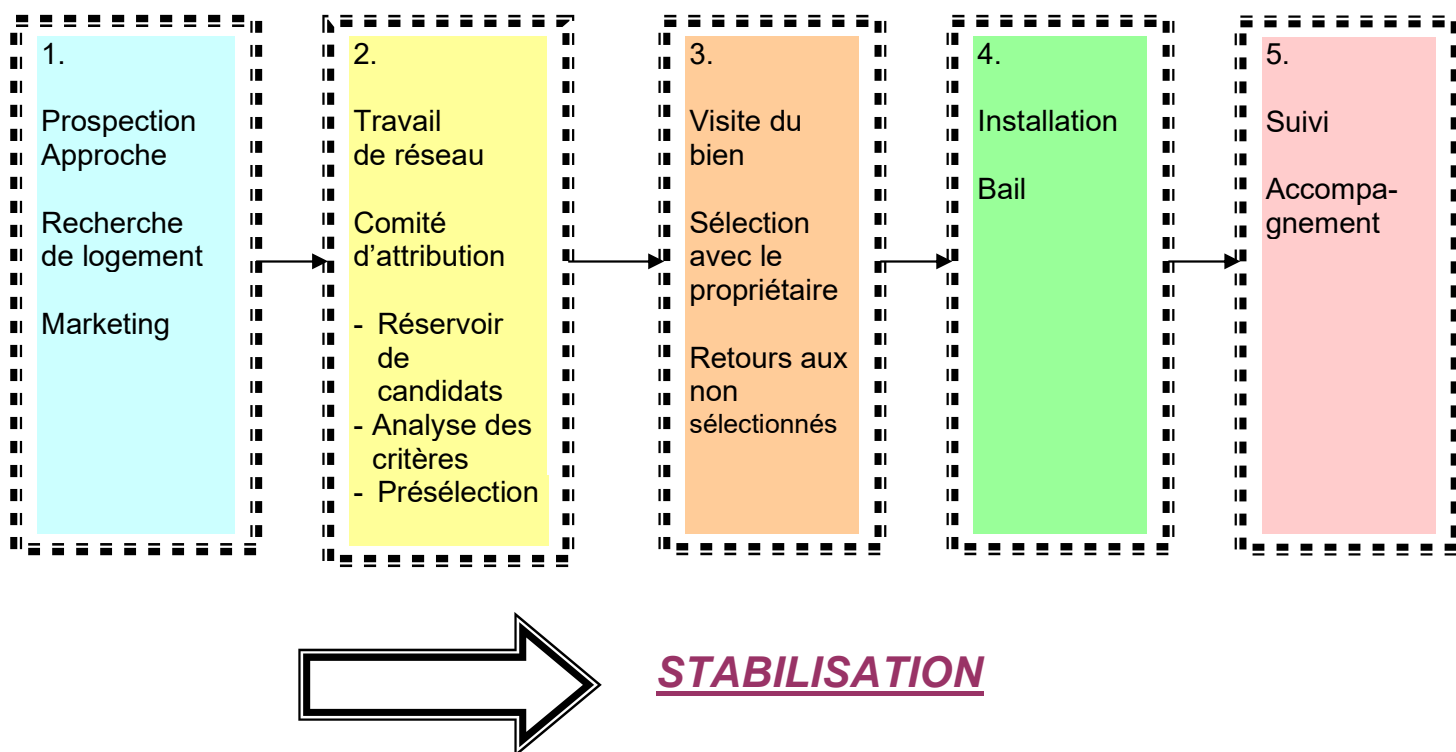 1.
Prospection
Approche
Recherche
de logement
Marketing
2.
Travail
de réseau
Comité
d’attribution
- Réservoir
de
candidats
- Analyse des
critères
- Présélection
3.
Visite du
bien
Sélection
avec le
propriétaire
Retours aux
non
sélectionnés
4.
Installation
Bail
5.
Suivi
Accompa-
gnement
STABILISATION